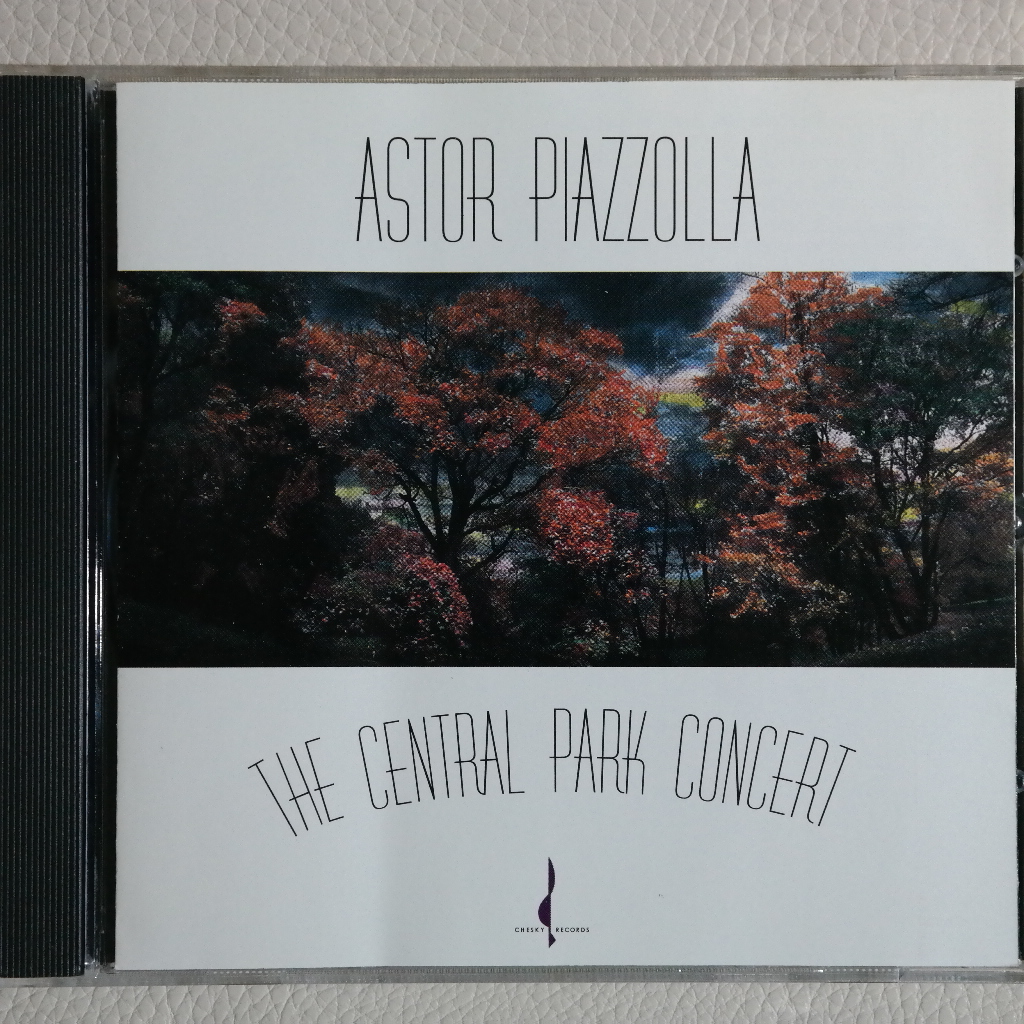 ASTOR PIAZZOLLA
THE CENTRAL PARK CONCERT
CHESKY RECORDS